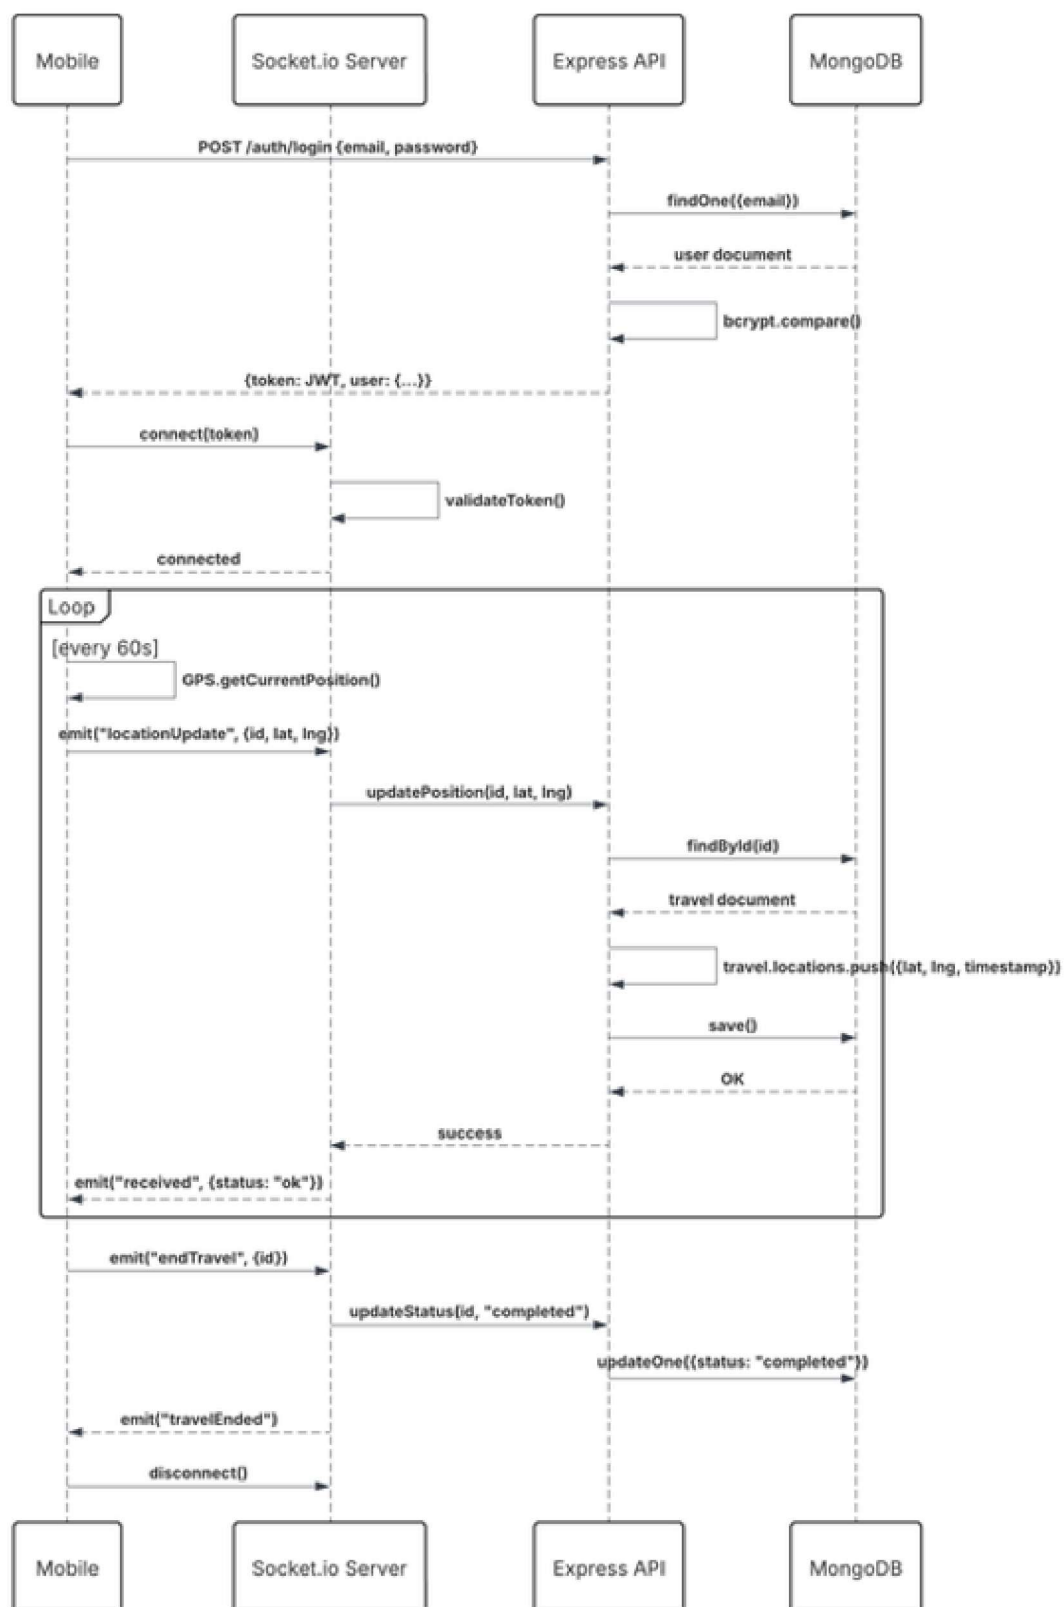 Mobile
Socket.io Server
Express API
MongoDB
POST /auth/login {email, password}
findOne({email})
user document
bcrypt.compare()
{token: JWT, user: {...}}
connect(token)
validateToken()
connected
Loop
[every 60s]
GPS.getCurrentPosition()
emit("locationUpdate", {id, lat, lng})
updatePosition(id, lat, lng)
findById(id)
travel document
travel.locations.push({lat, lng, timestamp})
save()
OK
success
emit("received", {status: "ok"})
emit("endTravel", {id})
updateStatus(id, "completed")
updateOne({status: "completed"})
emit("travelEnded")
disconnect()
Mobile
Socket.io Server
Express API
MongoDB